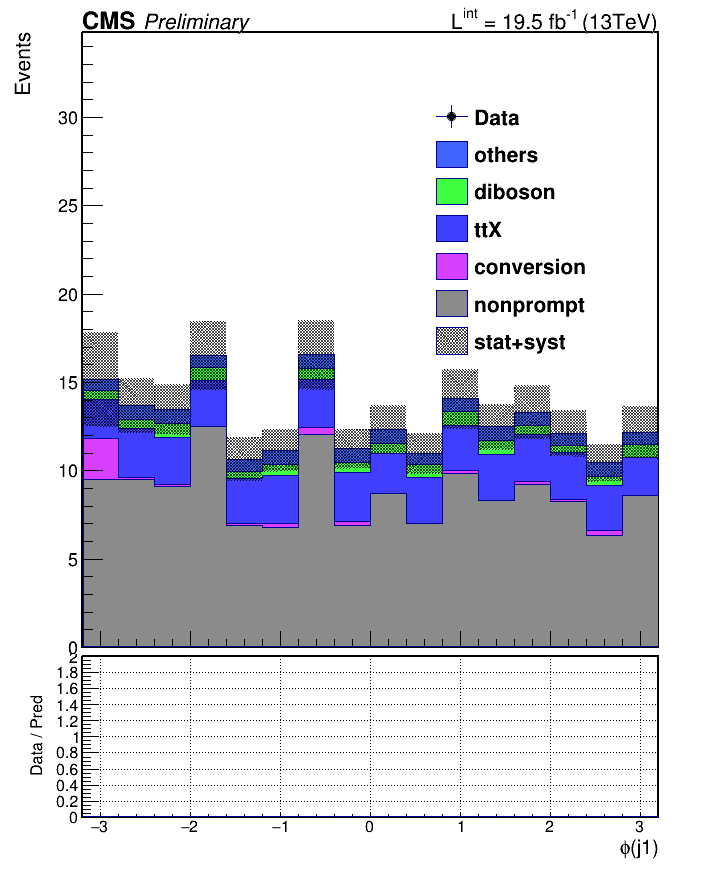 CMS Preliminary L^int = 19.5 fb^-1 (13TeV)
Events
30
25
20
15
10
5
0
Data
others
diboson
ttX
conversion
nonprompt
stat+syst
Data / Pred
2
1.8
1.6
1.4
1.2
1
0.8
0.6
0.4
0.2
0
−3 −2 −1 0 1 2 3
ϕ(j1)